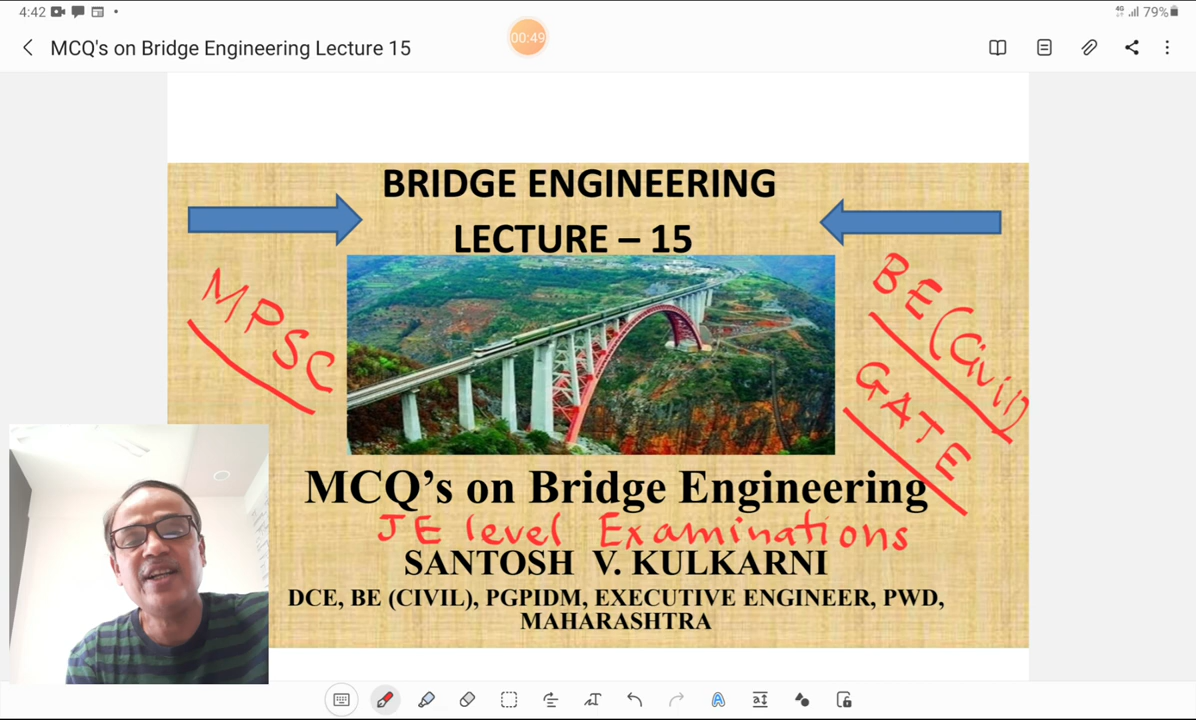 4:42
4G 79%
MCQ's on Bridge Engineering Lecture 15
00:49
BRIDGE ENGINEERING
LECTURE – 15
MPSC
BE (Civil)
GATE
MCQ’s on Bridge Engineering
JE level Examinations
SANTOSH V. KULKARNI
DCE, BE (CIVIL), PGPIDM, EXECUTIVE ENGINEER, PWD,
MAHARASHTRA